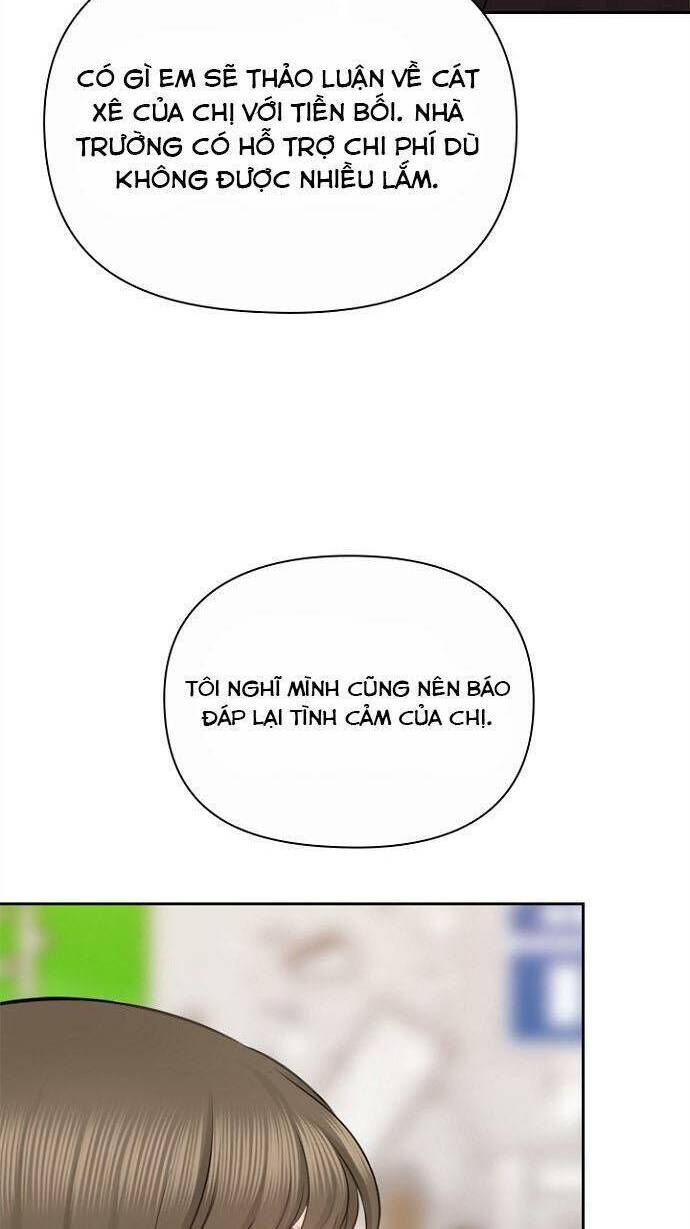 CÓ GÌ EM SẼ THẢO LUẬN VỀ CÁT
XÊ CỦA CHỊ VỚI TIỀN BỐI. NHÀ
TRƯỜNG CÓ HỖ TRỢ CHI PHÍ DÙ
KHÔNG ĐƯỢC NHIỀU LẮM.
TÔI NGHĨ MÌNH CŨNG NÊN BÁO
ĐÁP LẠI TÌNH CẢM CỦA CHỊ.